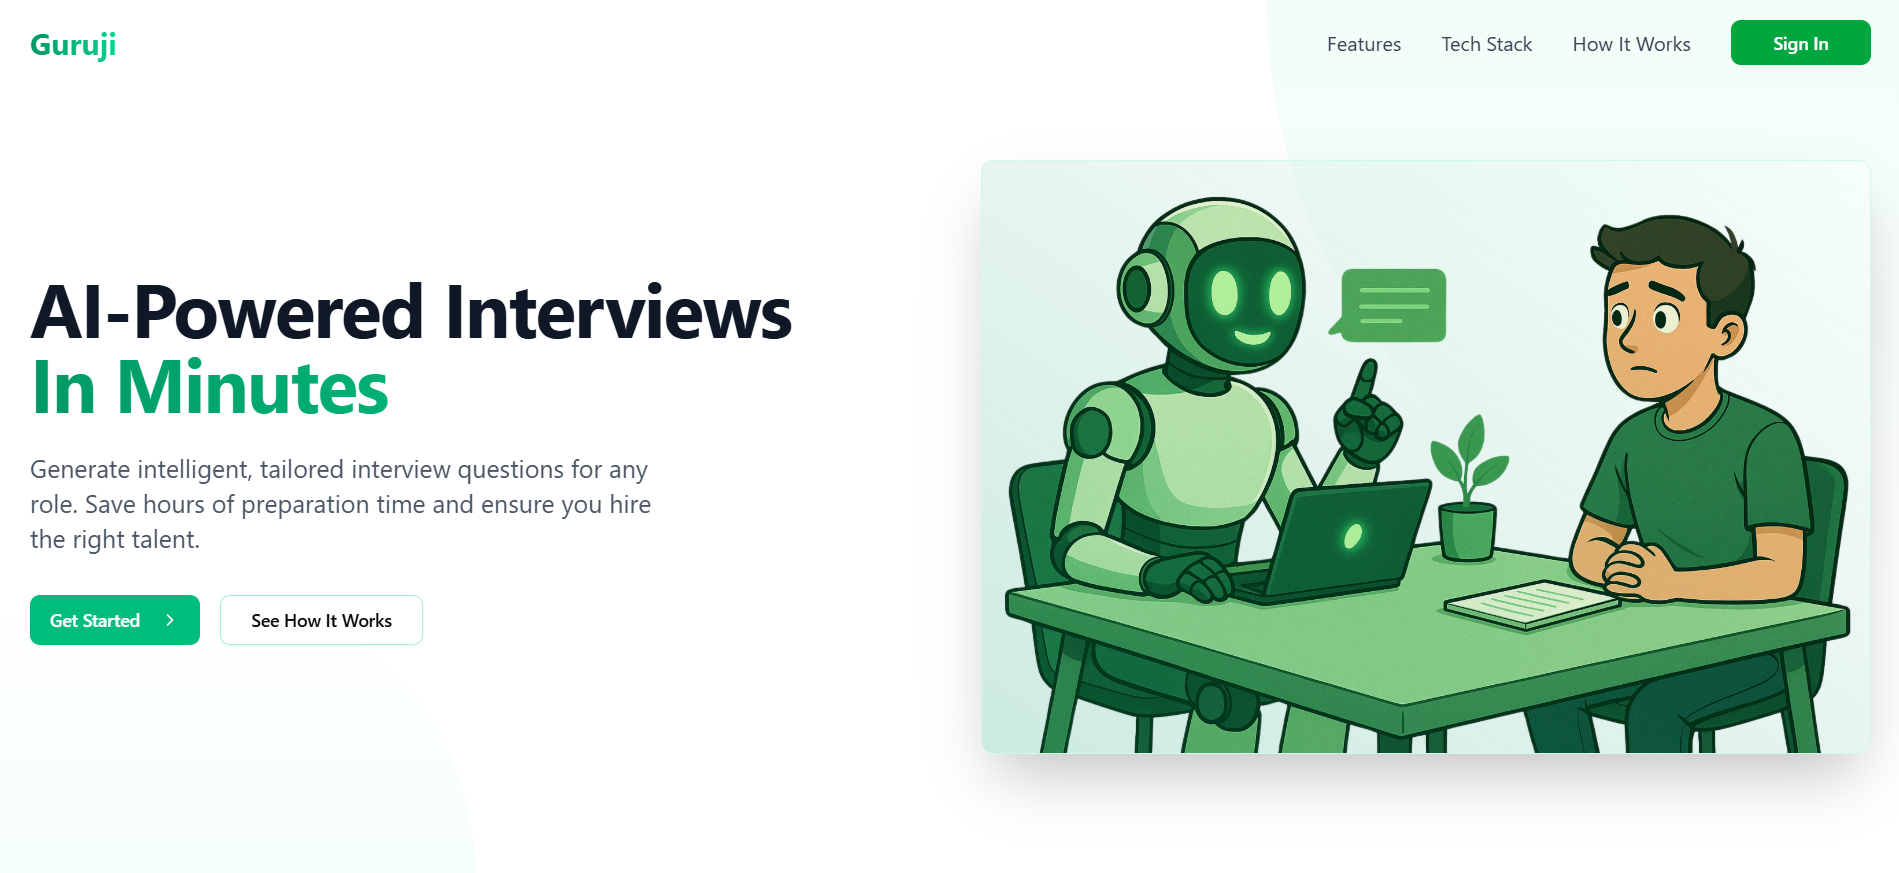 Guruji
Features
Tech Stack
How It Works
Sign In
AI-Powered Interviews
In Minutes
Generate intelligent, tailored interview questions for any
role. Save hours of preparation time and ensure you hire
the right talent.
Get Started
See How It Works